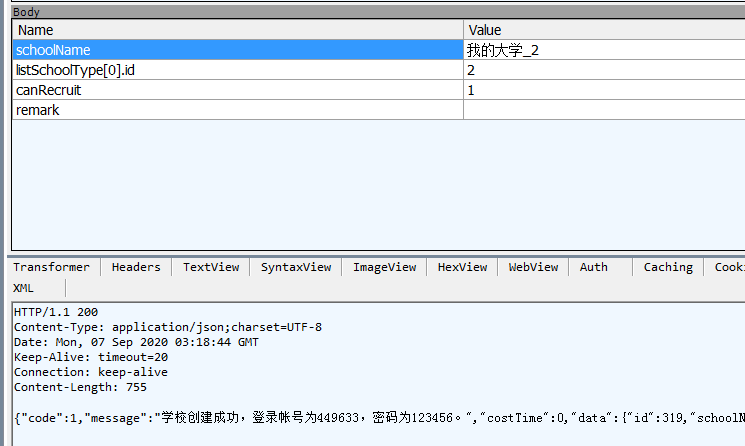 Body
Name Value
schoolName 我的大学_2
listSchoolType[0].id 2
canRecruit 1
remark
Transformer Headers TextView SyntaxView ImageView HexView WebView Auth Caching Cooki
XML
HTTP/1.1 200
Content-Type: application/json;charset=UTF-8
Date: Mon, 07 Sep 2020 03:18:44 GMT
Keep-Alive: timeout=20
Connection: keep-alive
Content-Length: 755
{"code":1,"message":"学校创建成功，登录帐号为449633，密码为123456。","costTime":0,"data":{"id":319,"schoolN